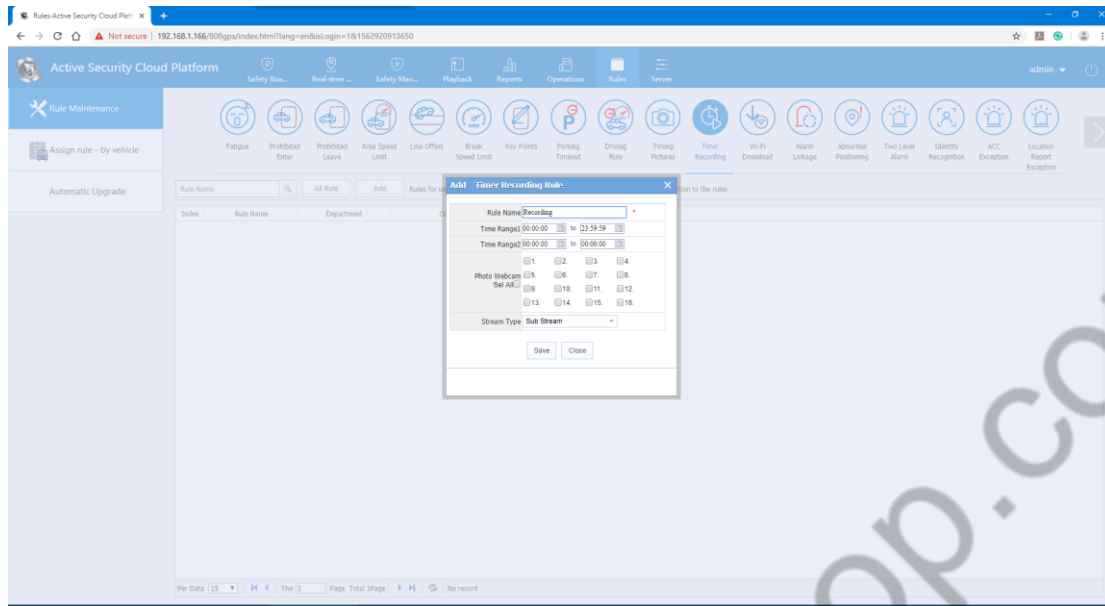 Rules-Active Security Cloud Platf
Not secure | 192.168.1.166/808gps/index.html?lang=en&isLogin=1&1562920913650
Active Security Cloud Platform
Safety Boa... Real-time ... Safety Man... Playback Reports Operations Rules Server
admin
Rule Maintenance
Assign rule - by vehicle
Automatic Upgrade
Fatigue Prohibited Enter Prohibited Leave Area Speed Limit Line Offset Break Speed Limit Key Points Parking Timeout Driving Rule Timing Pictures Timer Recording Wi-Fi Download Alarm Linkage Abnormal Positioning Two Level Alarm Identity Recognition ACC Exception Location Report Exception
Rule Name All Rule Add Rules for u
tion to the rules
Index Rule Name Department
Add Timer Recording Rule
Rule Name Recording *
Time Range1 00:00:00 to 23:59:59
Time Range2 00:00:00 to 00:00:00
Photo Webcam
Sel All
1. 2. 3. 4.
5. 6. 7. 8.
9. 10. 11. 12.
13. 14. 15. 16.
Stream Type Sub Stream
Save Close
Per Data 15 The 1 Page Total 1Page No record
op.co